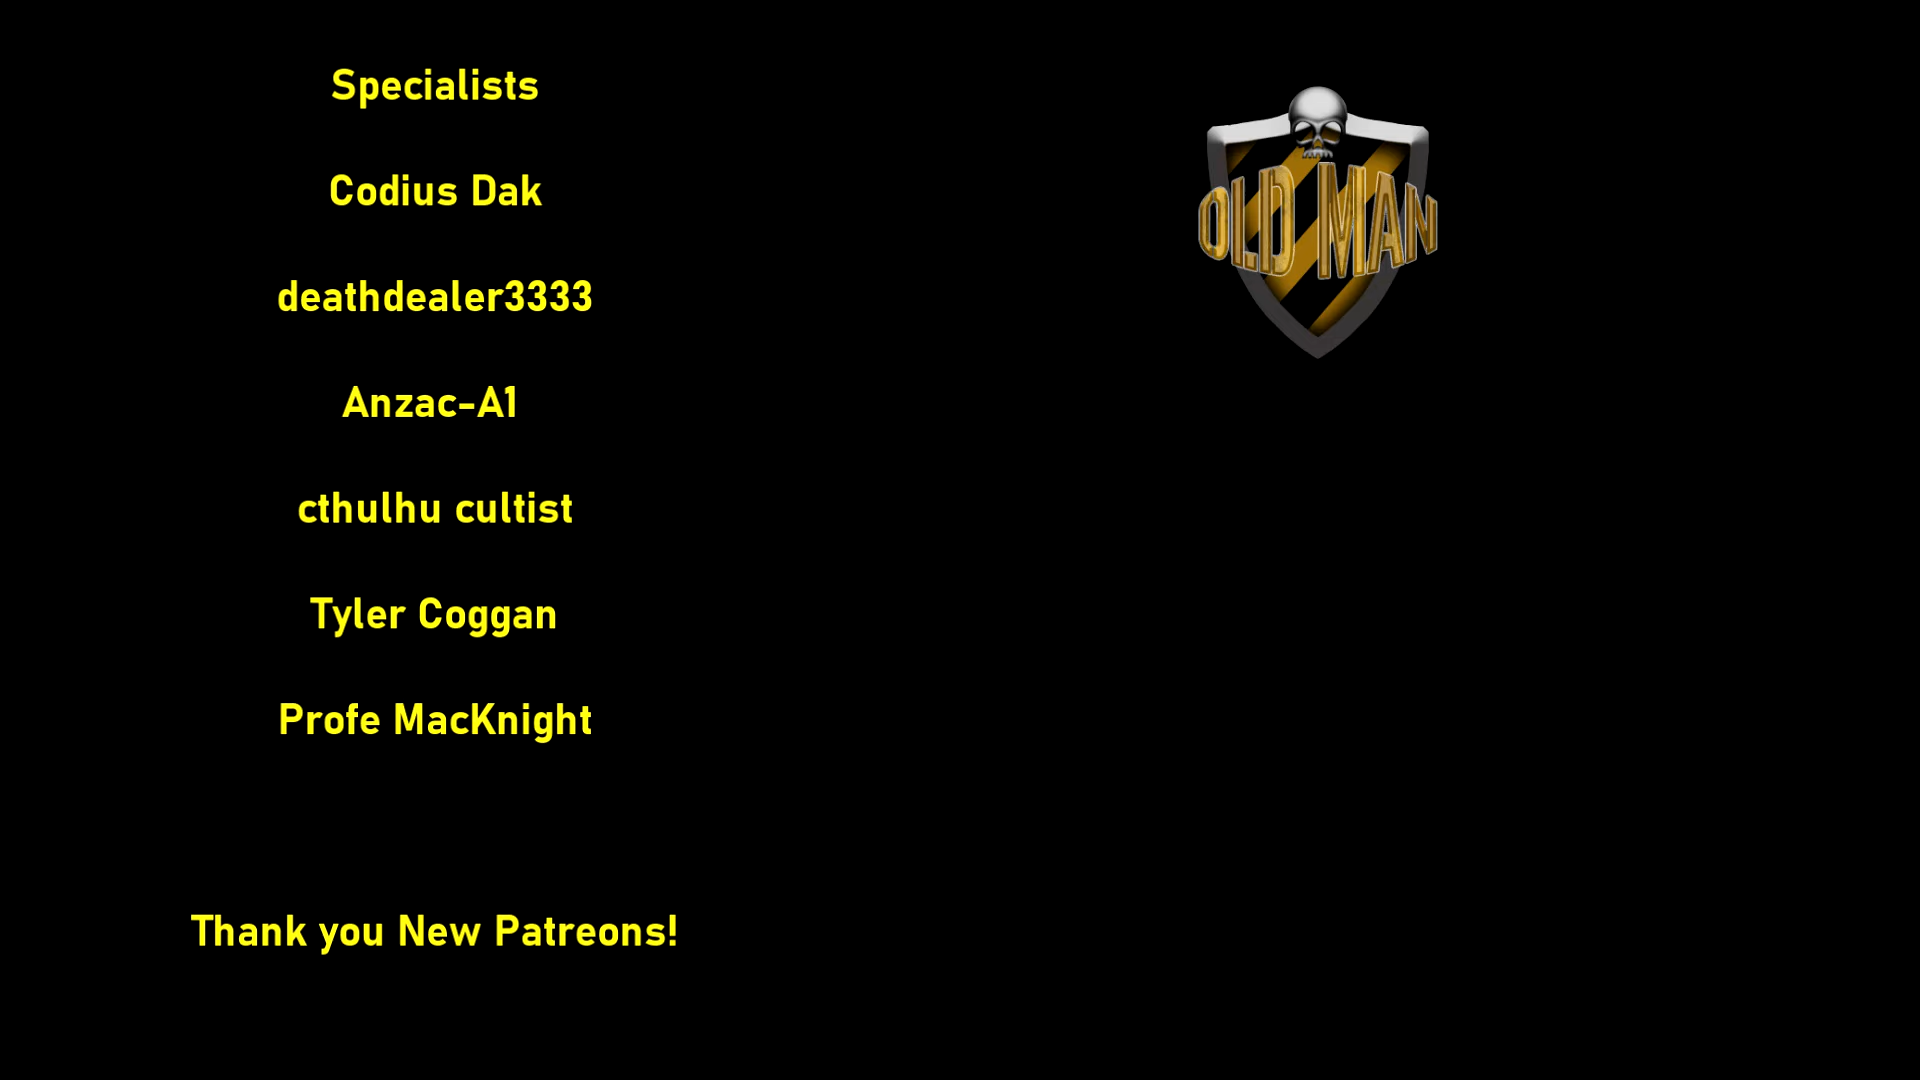 Specialists
Codius Dak
deathdealer3333
Anzac-A1
cthulhu cultist
Tyler Coggan
Profe MacKnight
Thank you New Patreons!
OLD MAN